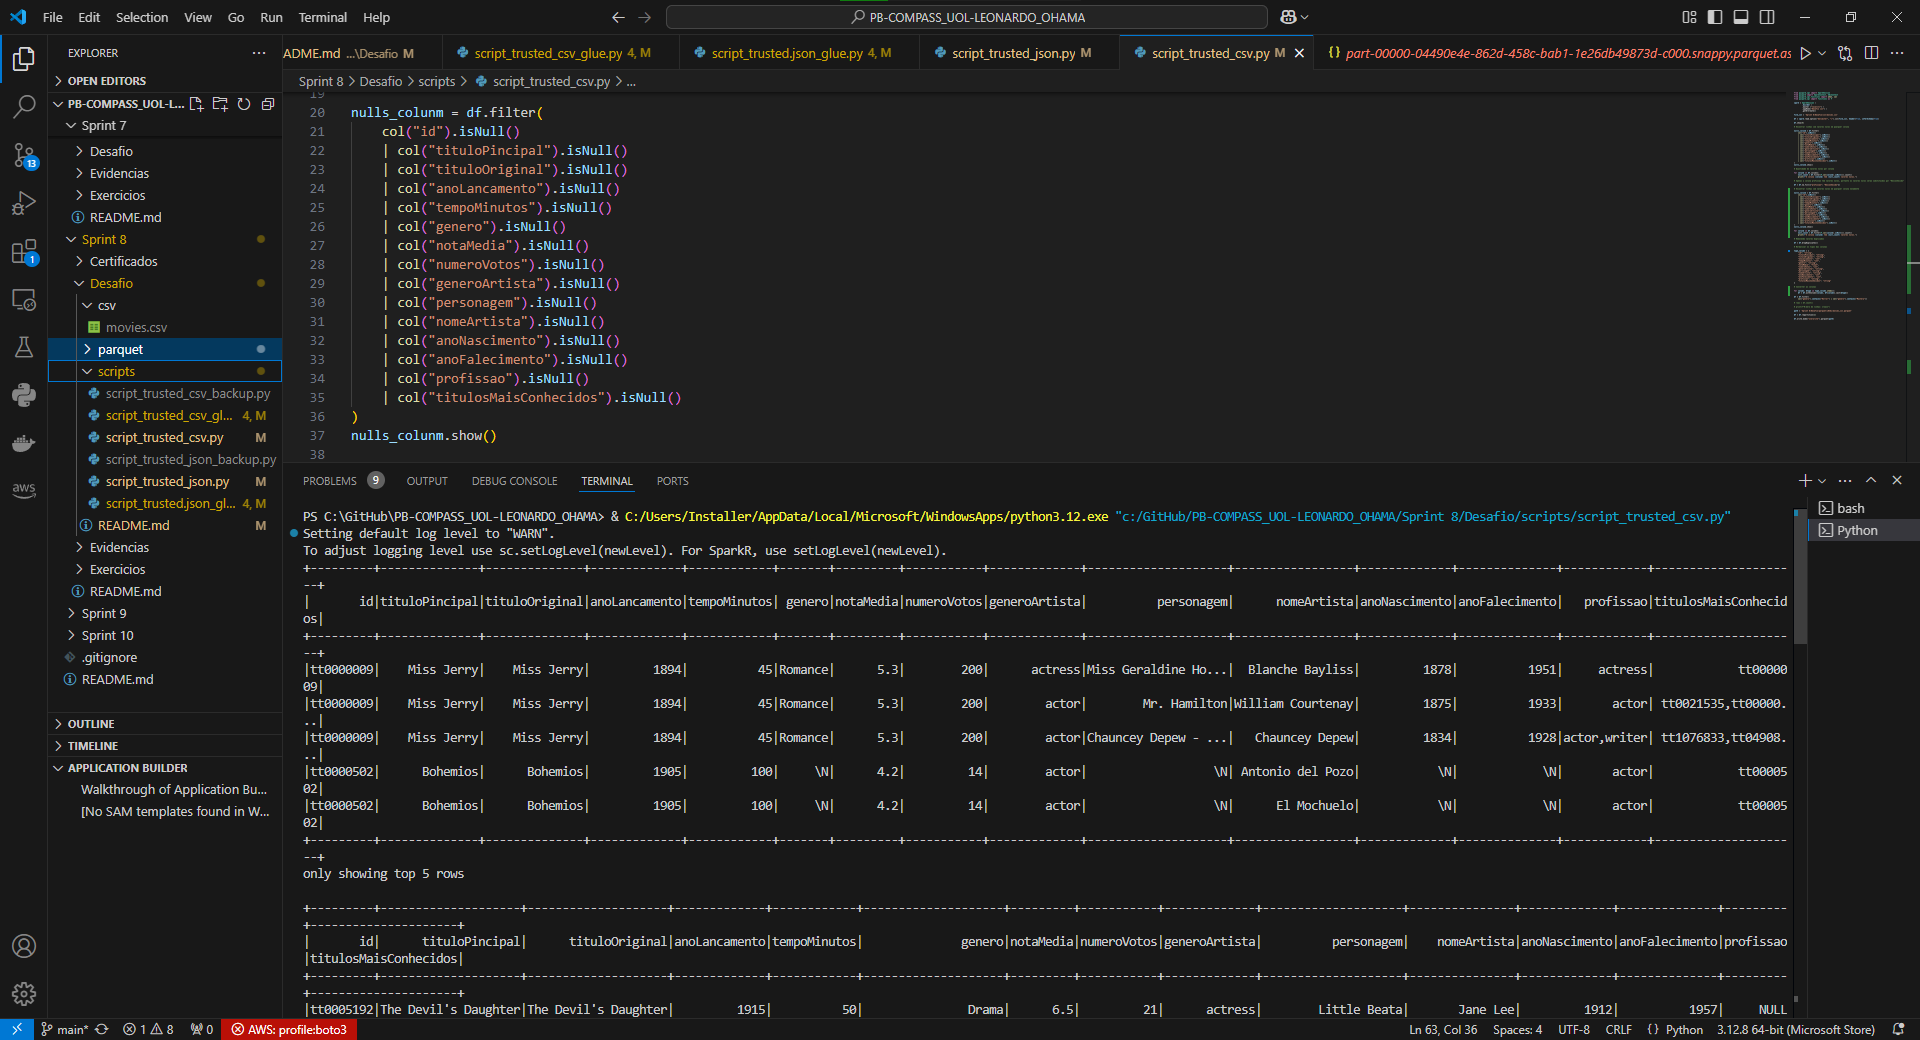 File Edit Selection View Go Run Terminal Help
PB-COMPASS_UOL-LEONARDO_OHAMA
EXPLORER
OPEN EDITORS
PB-COMPASS_UOL-L...
Sprint 7
Desafio
Evidencias
Exercicios
README.md
Sprint 8
Certificados
Desafio
csv
movies.csv
parquet
scripts
script_trusted_csv_backup.py
script_trusted_csv_gl... 4, M
script_trusted_csv.py M
script_trusted_json_backup.py
script_trusted_json.py M
script_trusted.json_gl... 4, M
README.md M
Evidencias
Exercicios
README.md
Sprint 9
Sprint 10
.gitignore
README.md
OUTLINE
TIMELINE
APPLICATION BUILDER
Walkthrough of Application Bu...
[No SAM templates found in W...
13
1
aws
ADME.md ...\Desafio M script_trusted_csv_glue.py 4, M script_trusted.json_glue.py 4, M script_trusted_json.py M script_trusted_csv.py M part-00000-04490e4e-862d-458c-bab1-1e26db49873d-c000.snappy.parquet.as
Sprint 8 > Desafio > scripts > script_trusted_csv.py > ...
19
20 nulls_colunm = df.filter(
21 col("id").isNull()
22 | col("tituloPincipal").isNull()
23 | col("tituloOriginal").isNull()
24 | col("anoLancamento").isNull()
25 | col("tempoMinutos").isNull()
26 | col("genero").isNull()
27 | col("notaMedia").isNull()
28 | col("numeroVotos").isNull()
29 | col("generoArtista").isNull()
30 | col("personagem").isNull()
31 | col("nomeArtista").isNull()
32 | col("anoNascimento").isNull()
33 | col("anoFalecimento").isNull()
34 | col("profissao").isNull()
35 | col("titulosMaisConhecidos").isNull()
36 )
37 nulls_colunm.show()
38
PROBLEMS 9 OUTPUT DEBUG CONSOLE TERMINAL PORTS
bash
Python
PS C:\GitHub\PB-COMPASS_UOL-LEONARDO_OHAMA> & C:/Users/Installer/AppData/Local/Microsoft/WindowsApps/python3.12.exe "c:/GitHub/PB-COMPASS_UOL-LEONARDO_OHAMA/Sprint 8/Desafio/scripts/script_trusted_csv.py"
Setting default log level to "WARN".
To adjust logging level use sc.setLogLevel(newLevel). For SparkR, use setLogLevel(newLevel).
+---------+--------------+--------------+-------------+------------+-------+---------+-----------+-------------+--------------------+----------------+-------------+--------------+------------+------------------
--+
| id|tituloPincipal|tituloOriginal|anoLancamento|tempoMinutos| genero|notaMedia|numeroVotos|generoArtista| personagem| nomeArtista|anoNascimento|anoFalecimento| profissao|titulosMaisConhecid
os|
+---------+--------------+--------------+-------------+------------+-------+---------+-----------+-------------+--------------------+----------------+-------------+--------------+------------+------------------
--+
|tt0000009| Miss Jerry| Miss Jerry| 1894| 45|Romance| 5.3| 200| actress|Miss Geraldine Ho...| Blanche Bayliss| 1878| 1951| actress| tt00000
09|
|tt0000009| Miss Jerry| Miss Jerry| 1894| 45|Romance| 5.3| 200| actor| Mr. Hamilton|William Courtenay| 1875| 1933| actor| tt0021535,tt00000.
..|
|tt0000009| Miss Jerry| Miss Jerry| 1894| 45|Romance| 5.3| 200| actor|Chauncey Depew - ...| Chauncey Depew| 1834| 1928|actor,writer| tt1076833,tt04908.
..|
|tt0000502| Bohemios| Bohemios| 1905| 100| \N| 4.2| 14| actor| \N| Antonio del Pozo| \N| \N| actor| tt00005
02|
|tt0000502| Bohemios| Bohemios| 1905| 100| \N| 4.2| 14| actor| \N| El Mochuelo| \N| \N| actor| tt00005
02|
+---------+--------------+--------------+-------------+------------+-------+---------+-----------+-------------+--------------------+----------------+-------------+--------------+------------+------------------
--+
only showing top 5 rows
+---------+--------------------+--------------------+-------------+------------+--------------------+---------+-----------+-------------+--------------------+---------------+-------------+--------------+---------
+---------------------+
| id| tituloPincipal| tituloOriginal|anoLancamento|tempoMinutos| genero|notaMedia|numeroVotos|generoArtista| personagem| nomeArtista|anoNascimento|anoFalecimento|profissao
|titulosMaisConhecidos|
+---------+--------------------+--------------------+-------------+------------+--------------------+---------+-----------+-------------+--------------------+---------------+-------------+--------------+---------
+---------------------+
|tt0005192|The Devil's Daughter|The Devil's Daughter| 1915| 50| Drama| 6.5| 21| actress| Little Beata| Jane Lee| 1912| 1957| NULL
main* 1 8 0 AWS: profile:boto3 Ln 63, Col 36 Spaces: 4 UTF-8 CRLF { } Python 3.12.8 64-bit (Microsoft Store)